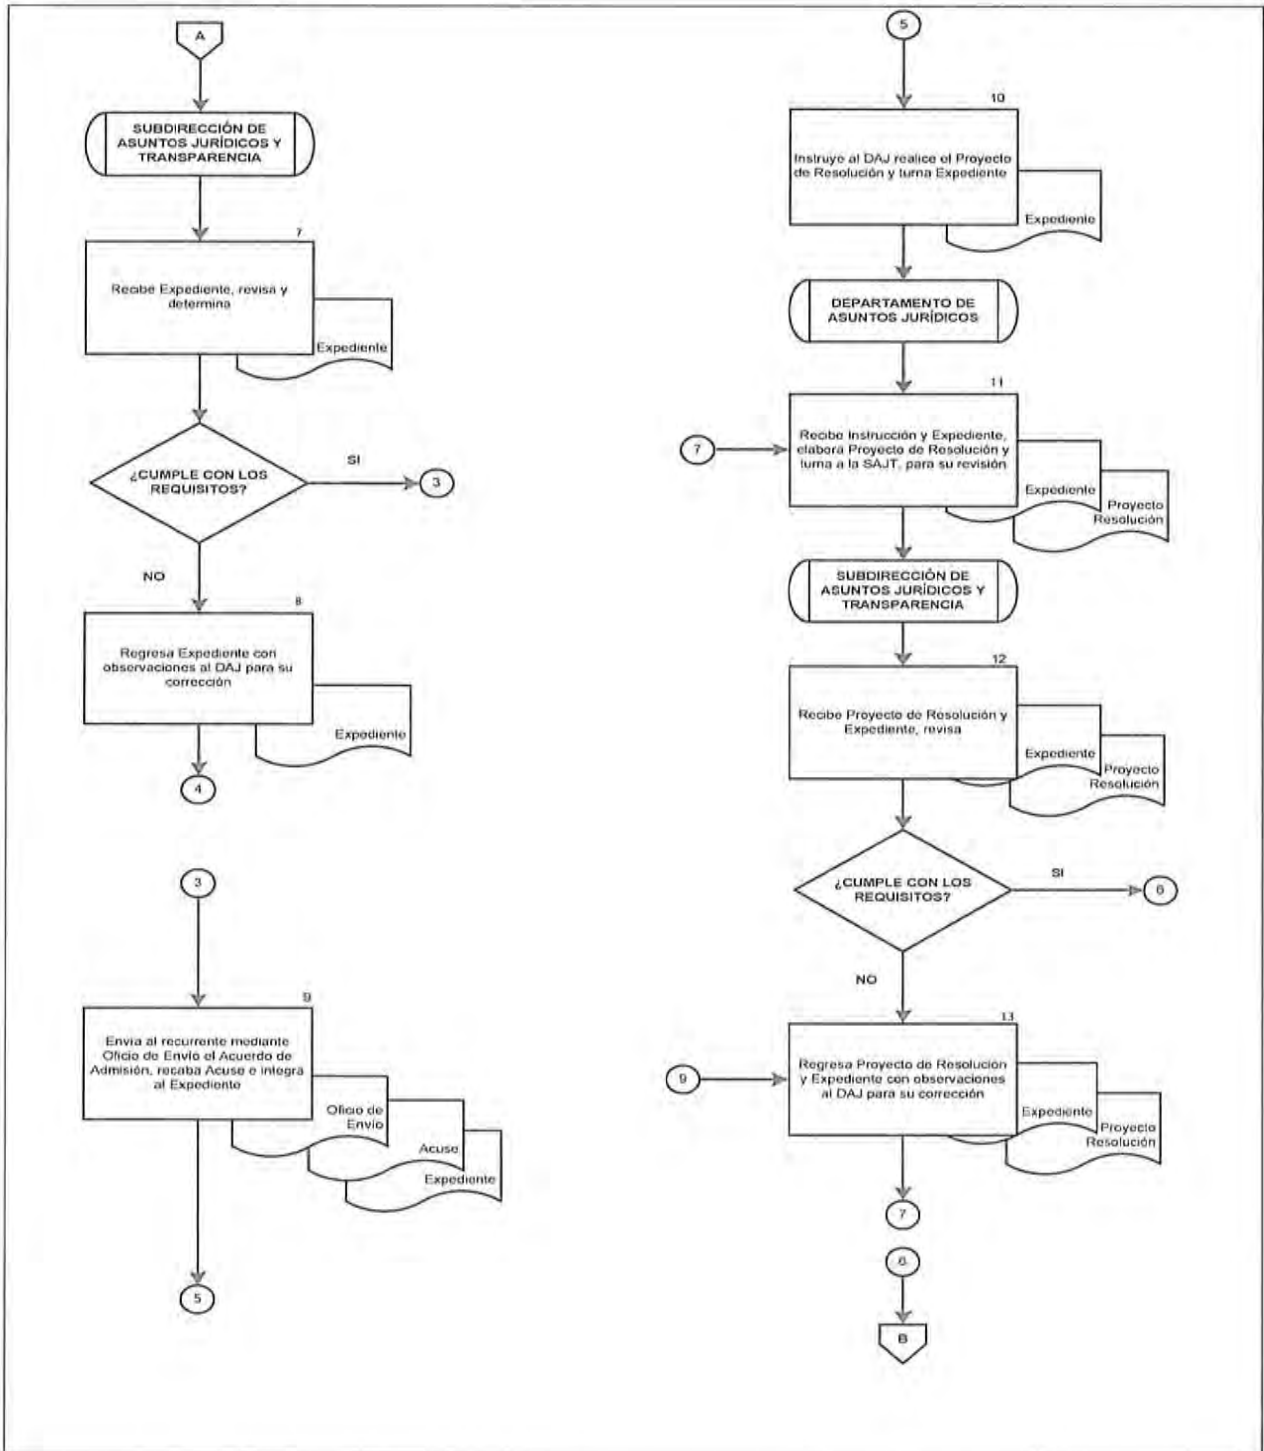 A
SUBDIRECCIÓN DE
ASUNTOS JURÍDICOS Y
TRANSPARENCIA
7
Recibe Expediente, revisa y
determina
Expediente
¿CUMPLE CON LOS
REQUISITOS?
SI
3
NO
8
Regresa Expediente con
observaciones al DAJ para su
corrección
Expediente
4
3
9
Envía al recurrente mediante
Oficio de Envío el Acuerdo de
Admisión, recaba Acuse e integra
al Expediente
Oficio de
Envío
Acuse
Expediente
5
5
10
Instruye al DAJ realice el Proyecto
de Resolución y turna Expediente
Expediente
DEPARTAMENTO DE
ASUNTOS JURÍDICOS
11
7
Recibe Instrucción y Expediente,
elabora Proyecto de Resolución y
turna a la SAJT, para su revisión
Expediente
Proyecto
Resolución
SUBDIRECCIÓN DE
ASUNTOS JURÍDICOS Y
TRANSPARENCIA
12
Recibe Proyecto de Resolución y
Expediente, revisa
Expediente
Proyecto
Resolución
¿CUMPLE CON LOS
REQUISITOS?
SI
6
NO
13
9
Regresa Proyecto de Resolución
y Expediente con observaciones
al DAJ para su corrección
Expediente
Proyecto
Resolución
7
6
B